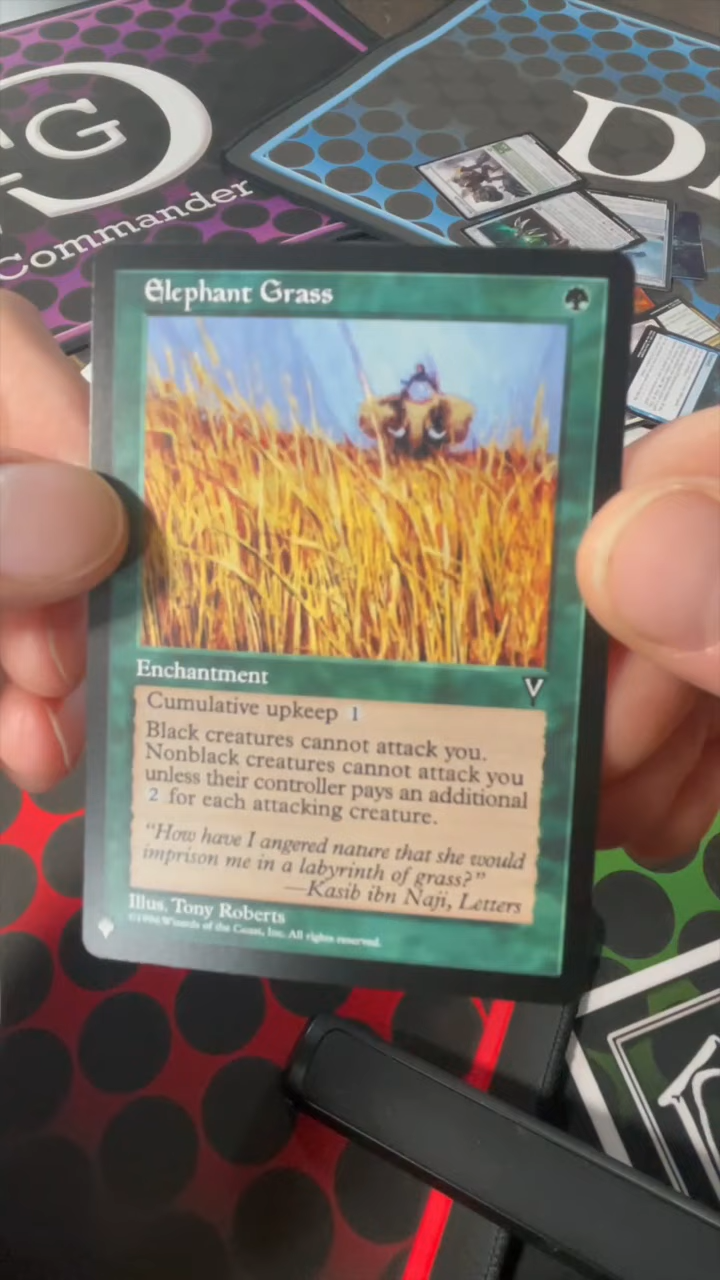 FG
Commander
D
Elephant Grass
Enchantment
V
Cumulative upkeep 1
Black creatures cannot attack you.
Nonblack creatures cannot attack you
unless their controller pays an additional
2 for each attacking creature.
“How have I angered nature that she would
imprison me in a labyrinth of grass?”
—Kasib ibn Naji, Letters
Illus. Tony Roberts
©1996 Wizards of the Coast, Inc. All rights reserved.